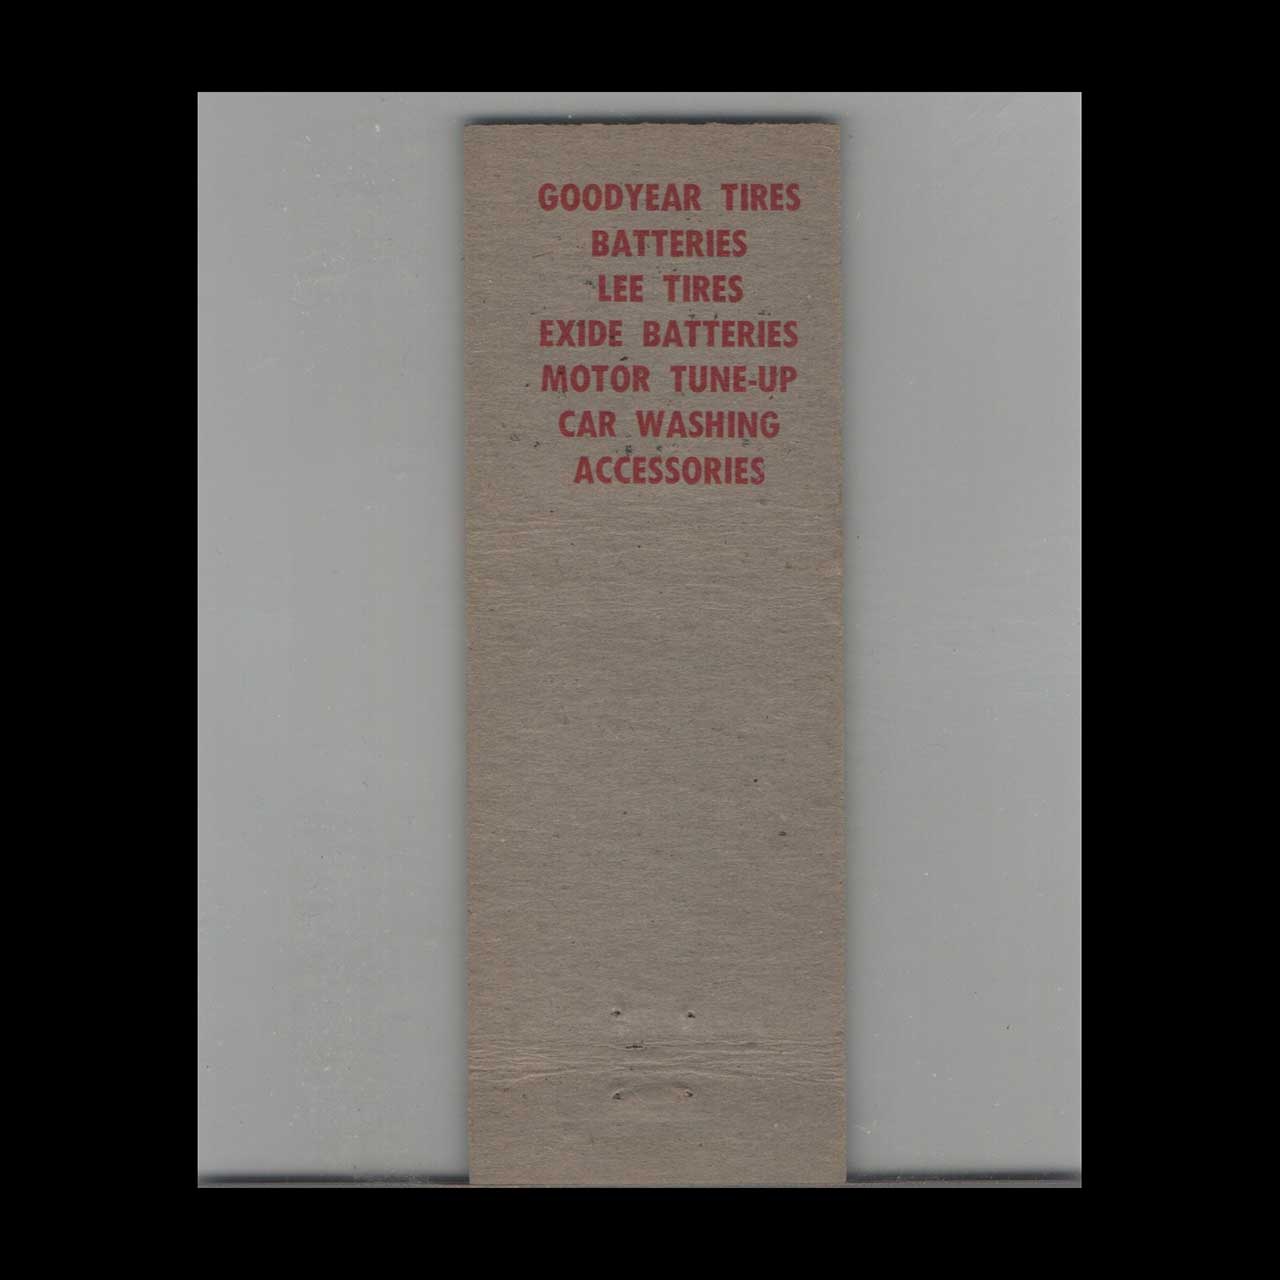 GOODYEAR TIRES
BATTERIES
LEE TIRES
EXIDE BATTERIES
MOTOR TUNE-UP
CAR WASHING
ACCESSORIES